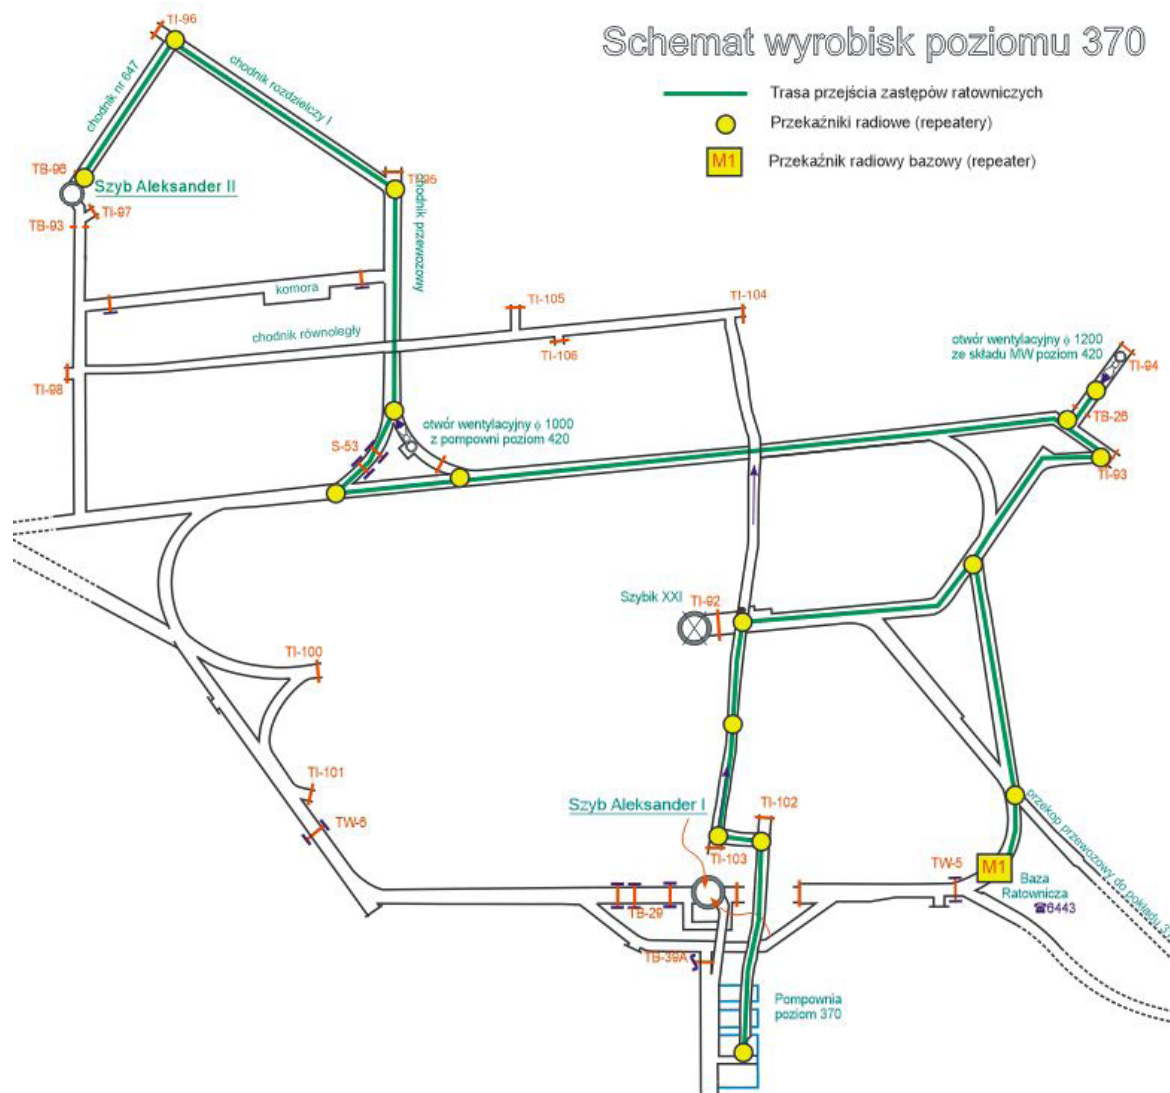 TI-96
Schemat wyrobisk poziomu 370
chodnik nr 647
chodnik rozdzielczy I
Trasa przejścia zastępów ratowniczych
Przekaźniki radiowe (repeatery)
M1
Przekaźnik radiowy bazowy (repeater)
TB-96
Szyb Aleksander II
TI-95
chodnik przewozowy
TI-97
TB-93
komora
TI-105
TI-104
chodnik równoległy
TI-106
otwór wentylacyjny ϕ 1200
ze składu MW poziom 420
TI-94
TI-98
TB-26
otwór wentylacyjny ϕ 1000
z pompowni poziom 420
S-53
TI-93
Szybik XXI
TI-92
TI-100
TI-101
TW-6
Szyb Aleksander I
TI-102
TI-103
przekop przewozowy do pokładu
TW-5
M1
Baza
Ratownicza
☎6443
TB-29
TB-39A
Pompownia
poziom 370